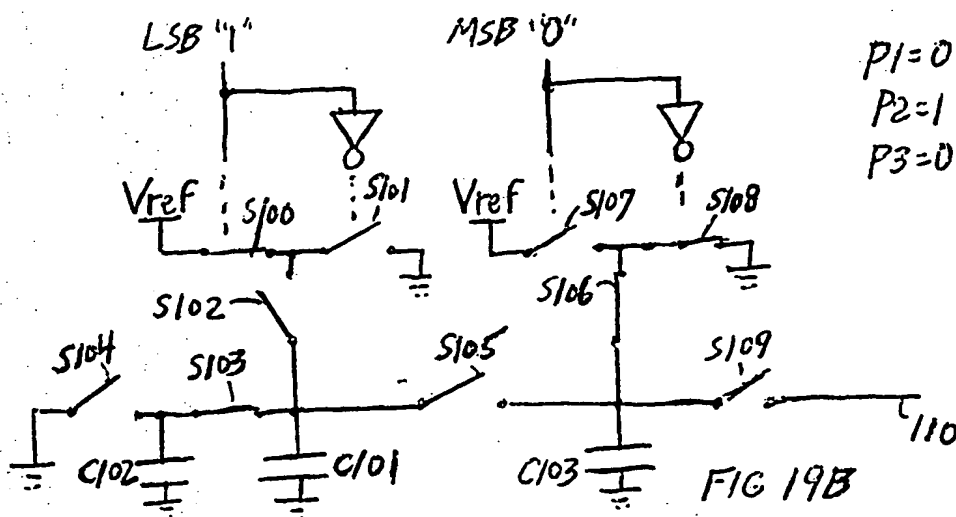 LSB "1"
MSB "0"
P1=0
P2=1
P3=0
Vref
S100
S101
Vref
S107
S108
S102
S106
S104
S103
S105
S109
110
C102
C101
C103
FIG 19B